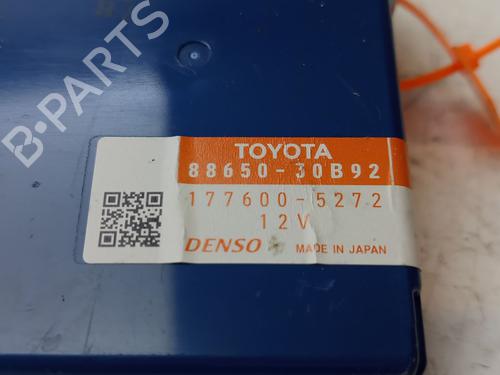 B-PARTS
TOYOTA
88650-30B92
177600-5272
12V
DENSO MADE IN JAPAN